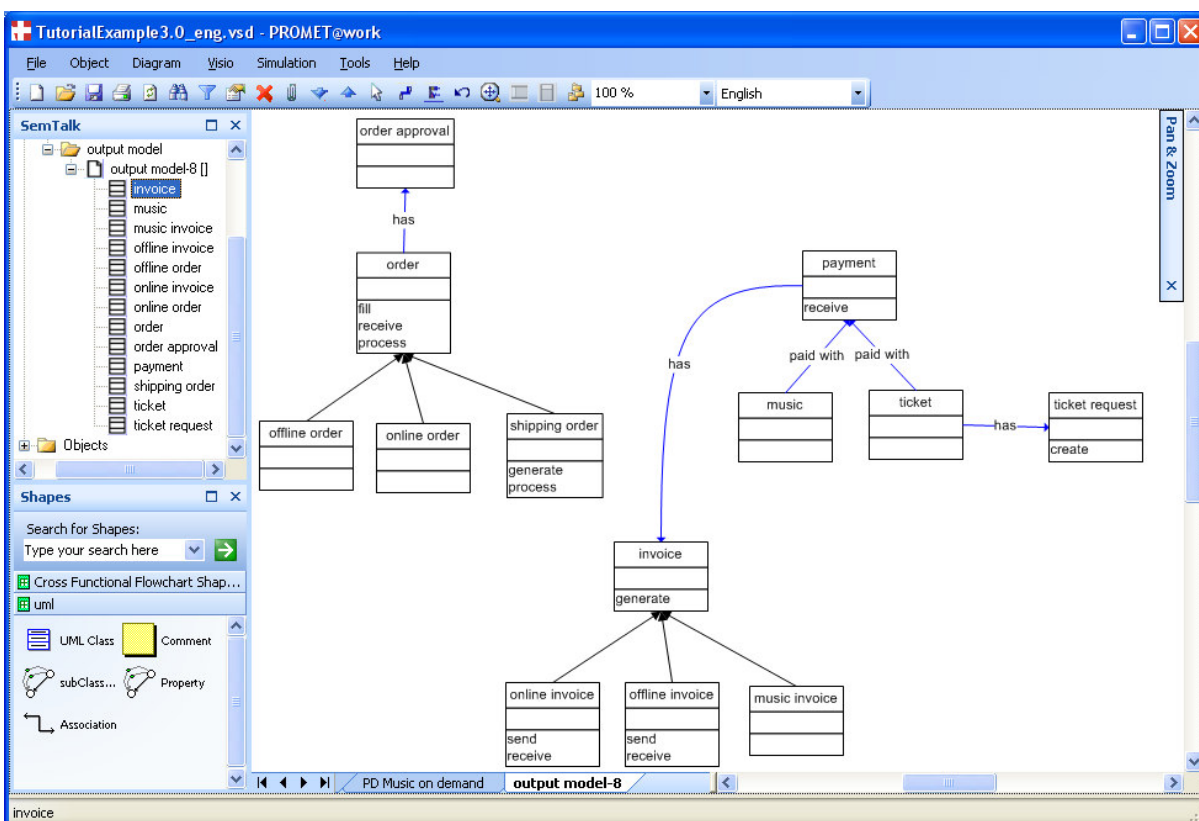 TutorialExample3.0_eng.vsd - PROMET@work
File Object Diagram Visio Simulation Tools Help
100 % English
SemTalk
output model
output model-8 []
invoice
music
music invoice
offline invoice
offline order
online invoice
online order
order
order approval
payment
shipping order
ticket
ticket request
Objects
Shapes
Search for Shapes:
Type your search here
Cross Functional Flowchart Shap...
uml
UML Class Comment
subClass... Property
Association
order approval
has
order
fill
receive
process
offline order
online order
shipping order
generate
process
payment
receive
has
paid with paid with
music
ticket
has
ticket request
create
invoice
generate
online invoice
send
receive
offline invoice
send
receive
music invoice
Pan & Zoom
PD Music on demand output model-8
invoice